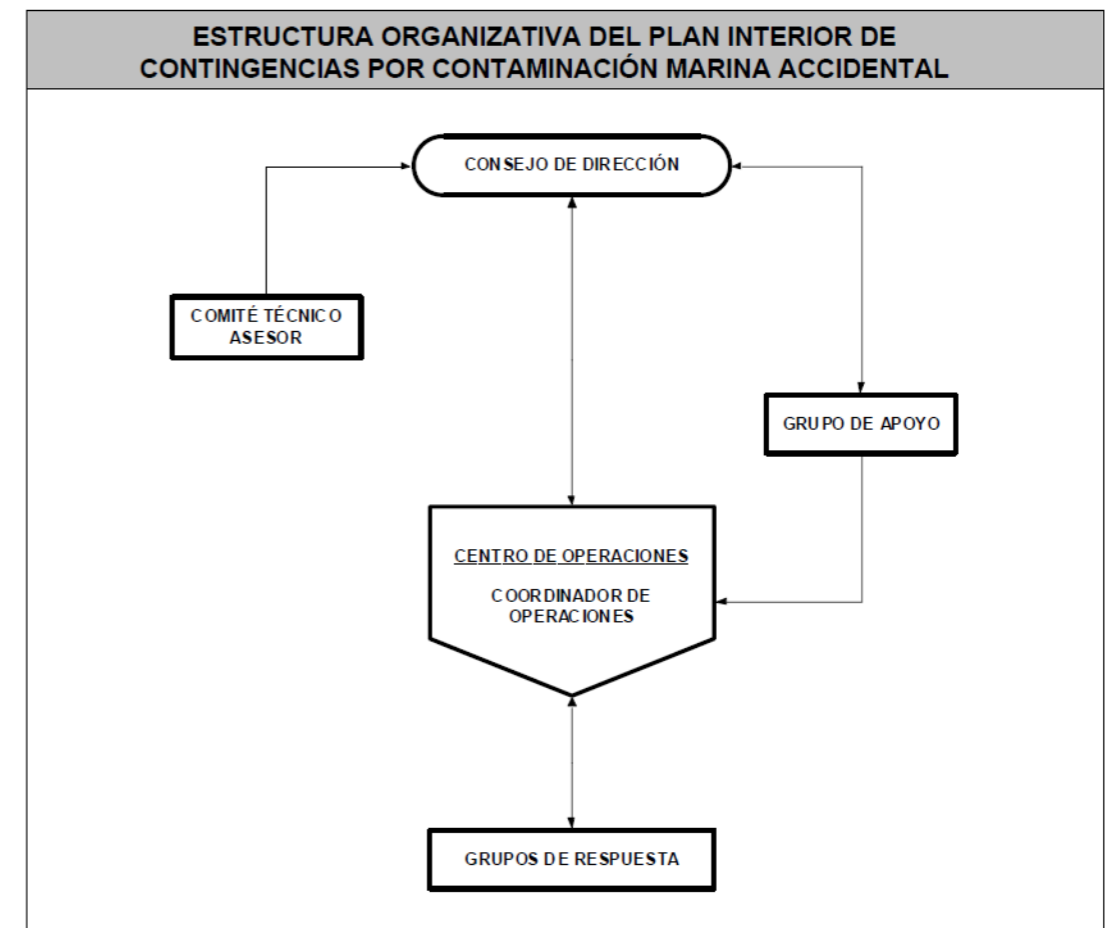 ESTRUCTURA ORGANIZATIVA DEL PLAN INTERIOR DE
CONTINGENCIAS POR CONTAMINACIÓN MARINA ACCIDENTAL
CONSEJO DE DIRECCIÓN
COMITÉ TÉCNICO
ASESOR
GRUPO DE APOYO
CENTRO DE OPERACIONES
COORDINADOR DE
OPERACIONES
GRUPOS DE RESPUESTA